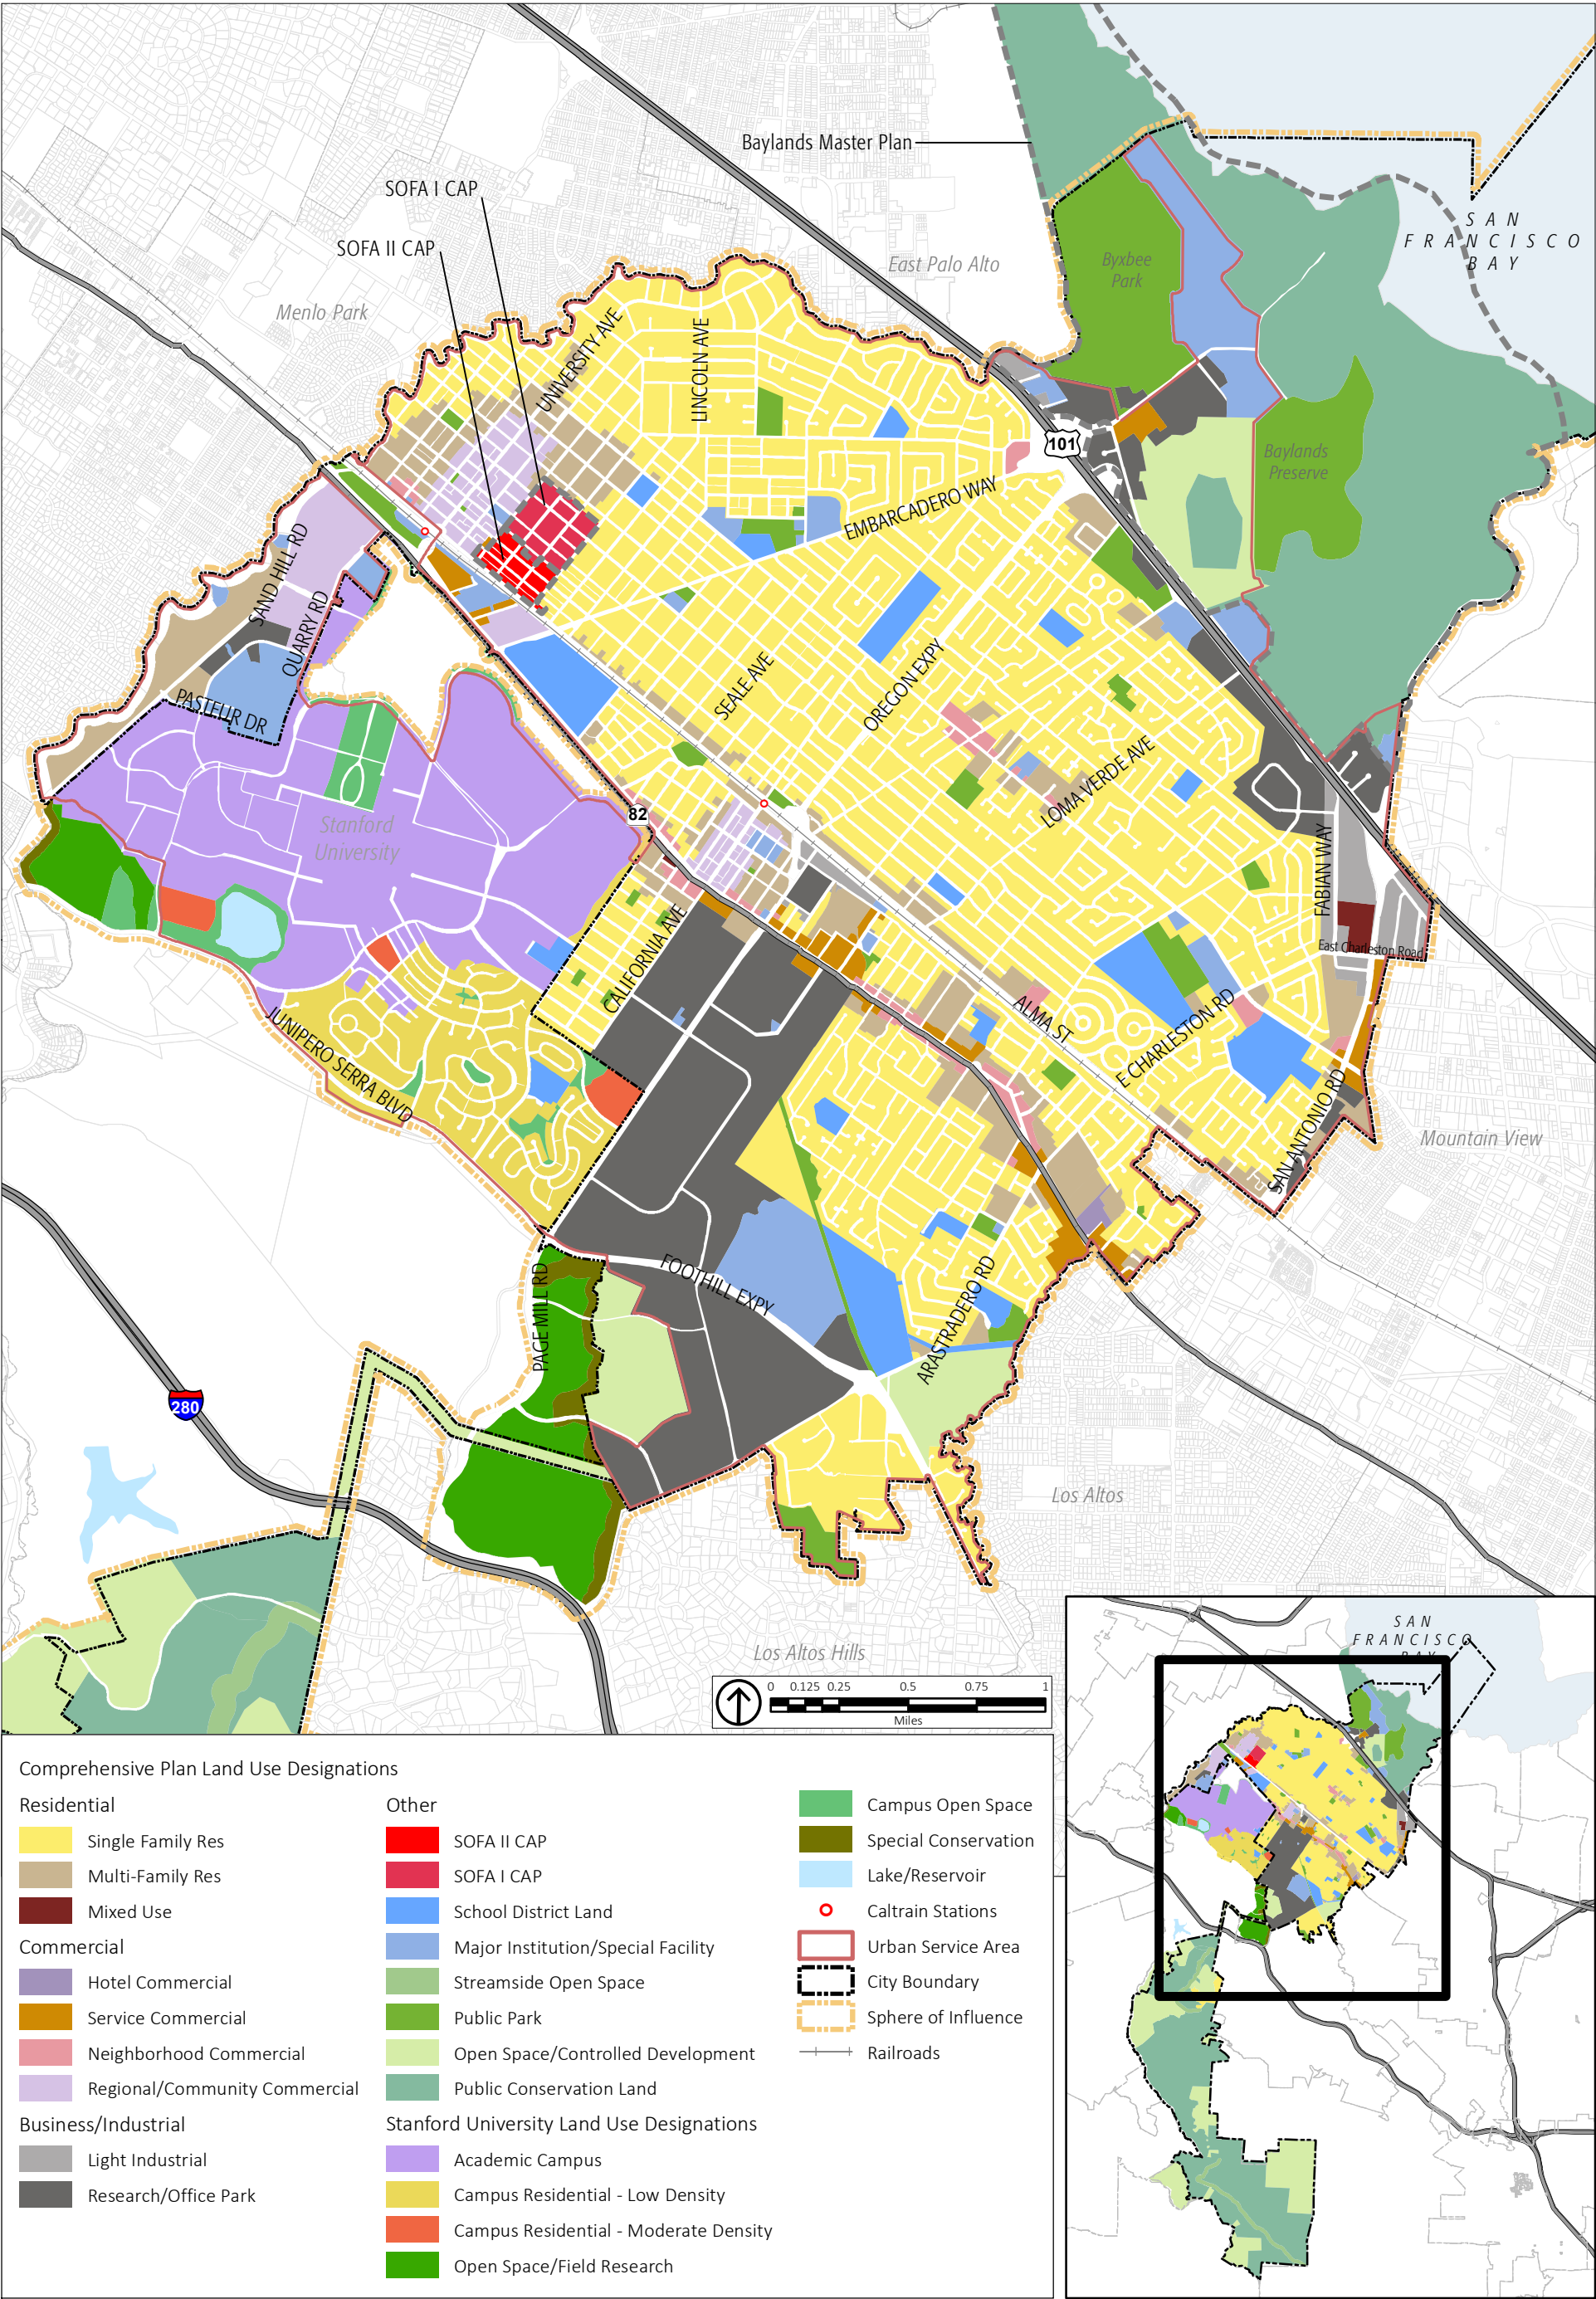 Baylands Master Plan
SOFA I CAP
SOFA II CAP
SAN
FRANCISCO
BAY
East Palo Alto
Byxbee
Park
Menlo Park
UNIVERSITY AVE
LINCOLN AVE
101
Baylands
Preserve
EMBARCADERO WAY
SAND HILL RD
QUARRY RD
PASTEUR DR
SEALE AVE
OREGON EXPY
LOMA VERDE AVE
82
Stanford
University
FABIAN WAY
East Charleston Road
CALIFORNIA AVE
ALMA ST
E CHARLESTON RD
JUNIPERO SERRA BLVD
SAN ANTONIO RD
Mountain View
PAGE MILL RD
FOOTHILL EXPY
ARASTRADERO RD
280
Los Altos
Los Altos Hills
0 0.125 0.25 0.5 0.75 1
Miles
SAN
FRANCISCO
BAY
Comprehensive Plan Land Use Designations
Residential
Single Family Res
Multi-Family Res
Mixed Use
Commercial
Hotel Commercial
Service Commercial
Neighborhood Commercial
Regional/Community Commercial
Business/Industrial
Light Industrial
Research/Office Park
Other
SOFA II CAP
SOFA I CAP
School District Land
Major Institution/Special Facility
Streamside Open Space
Public Park
Open Space/Controlled Development
Public Conservation Land
Stanford University Land Use Designations
Academic Campus
Campus Residential - Low Density
Campus Residential - Moderate Density
Open Space/Field Research
Campus Open Space
Special Conservation
Lake/Reservoir
Caltrain Stations
Urban Service Area
City Boundary
Sphere of Influence
Railroads